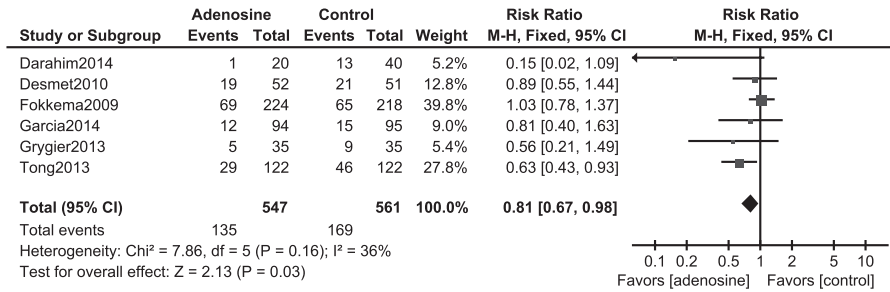 Adenosine Control Risk Ratio Risk Ratio
Study or Subgroup Events Total Events Total Weight M-H, Fixed, 95% CI M-H, Fixed, 95% CI
Darahim2014 1 20 13 40 5.2% 0.15 [0.02, 1.09]
Desmet2010 19 52 21 51 12.8% 0.89 [0.55, 1.44]
Fokkema2009 69 224 65 218 39.8% 1.03 [0.78, 1.37]
Garcia2014 12 94 15 95 9.0% 0.81 [0.40, 1.63]
Grygier2013 5 35 9 35 5.4% 0.56 [0.21, 1.49]
Tong2013 29 122 46 122 27.8% 0.63 [0.43, 0.93]
Total (95% CI) 547 561 100.0% 0.81 [0.67, 0.98]
Total events 135 169
Heterogeneity: Chi² = 7.86, df = 5 (P = 0.16); I² = 36%
Test for overall effect: Z = 2.13 (P = 0.03)
0.1 0.2 0.5 1 2 5 10
Favors [adenosine] Favors [control]